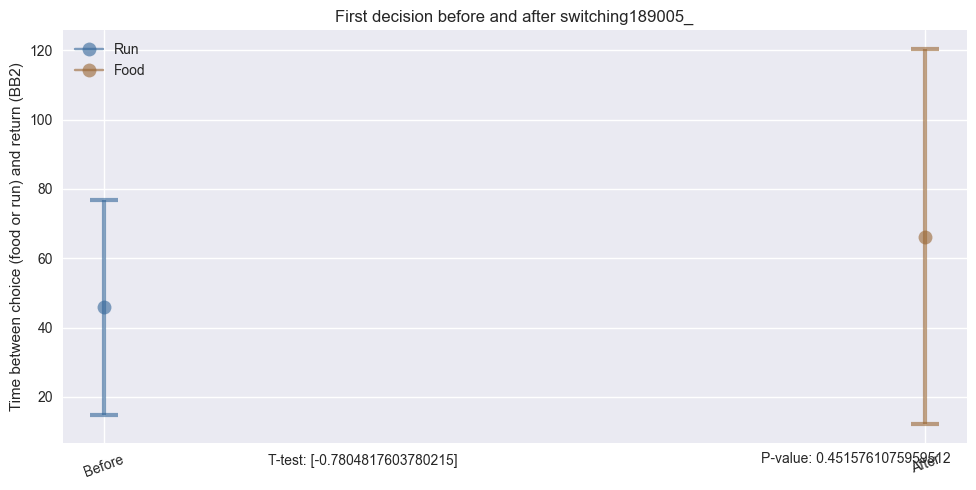 First decision before and after switching189005_
Run
Food
Time between choice (food or run) and return (BB2)
120
100
80
60
40
20
Before
T-test: [-0.7804817603780215]
P-value: 0.4515761075959512
After